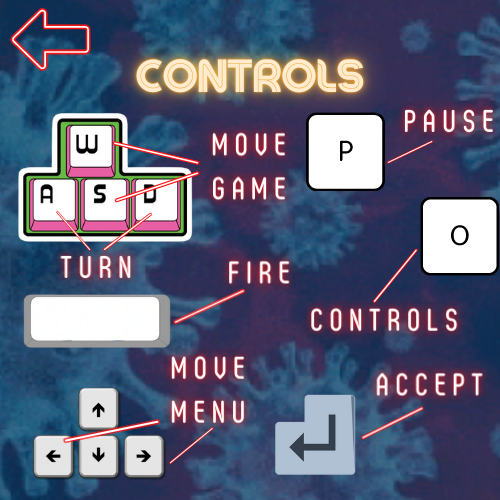 CONTROLS
W
MOVE
GAME
P
PAUSE
A
S
D
O
TURN
FIRE
CONTROLS
MOVE
MENU
ACCEPT